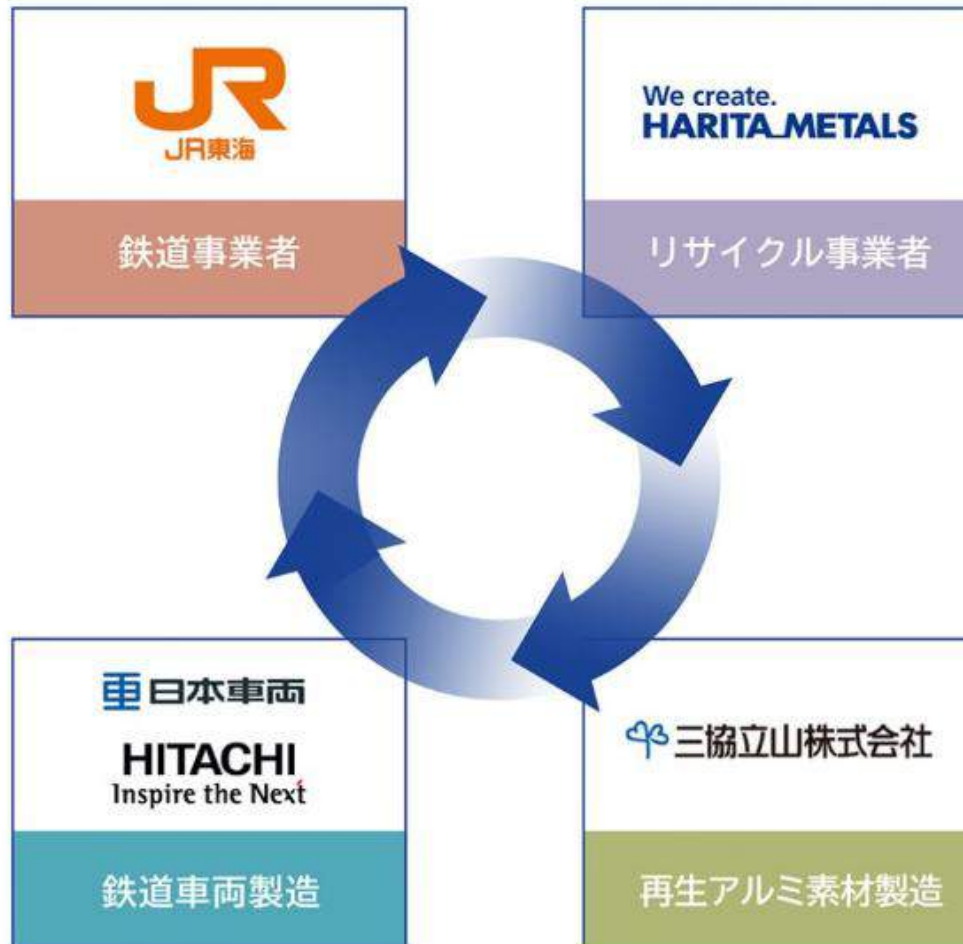 JR
JR東海
鉄道事業者
We create.
HARITA METALS
リサイクル事業者
日本車両
HITACHI
Inspire the Next
鉄道車両製造
三協立山株式会社
再生アルミ素材製造